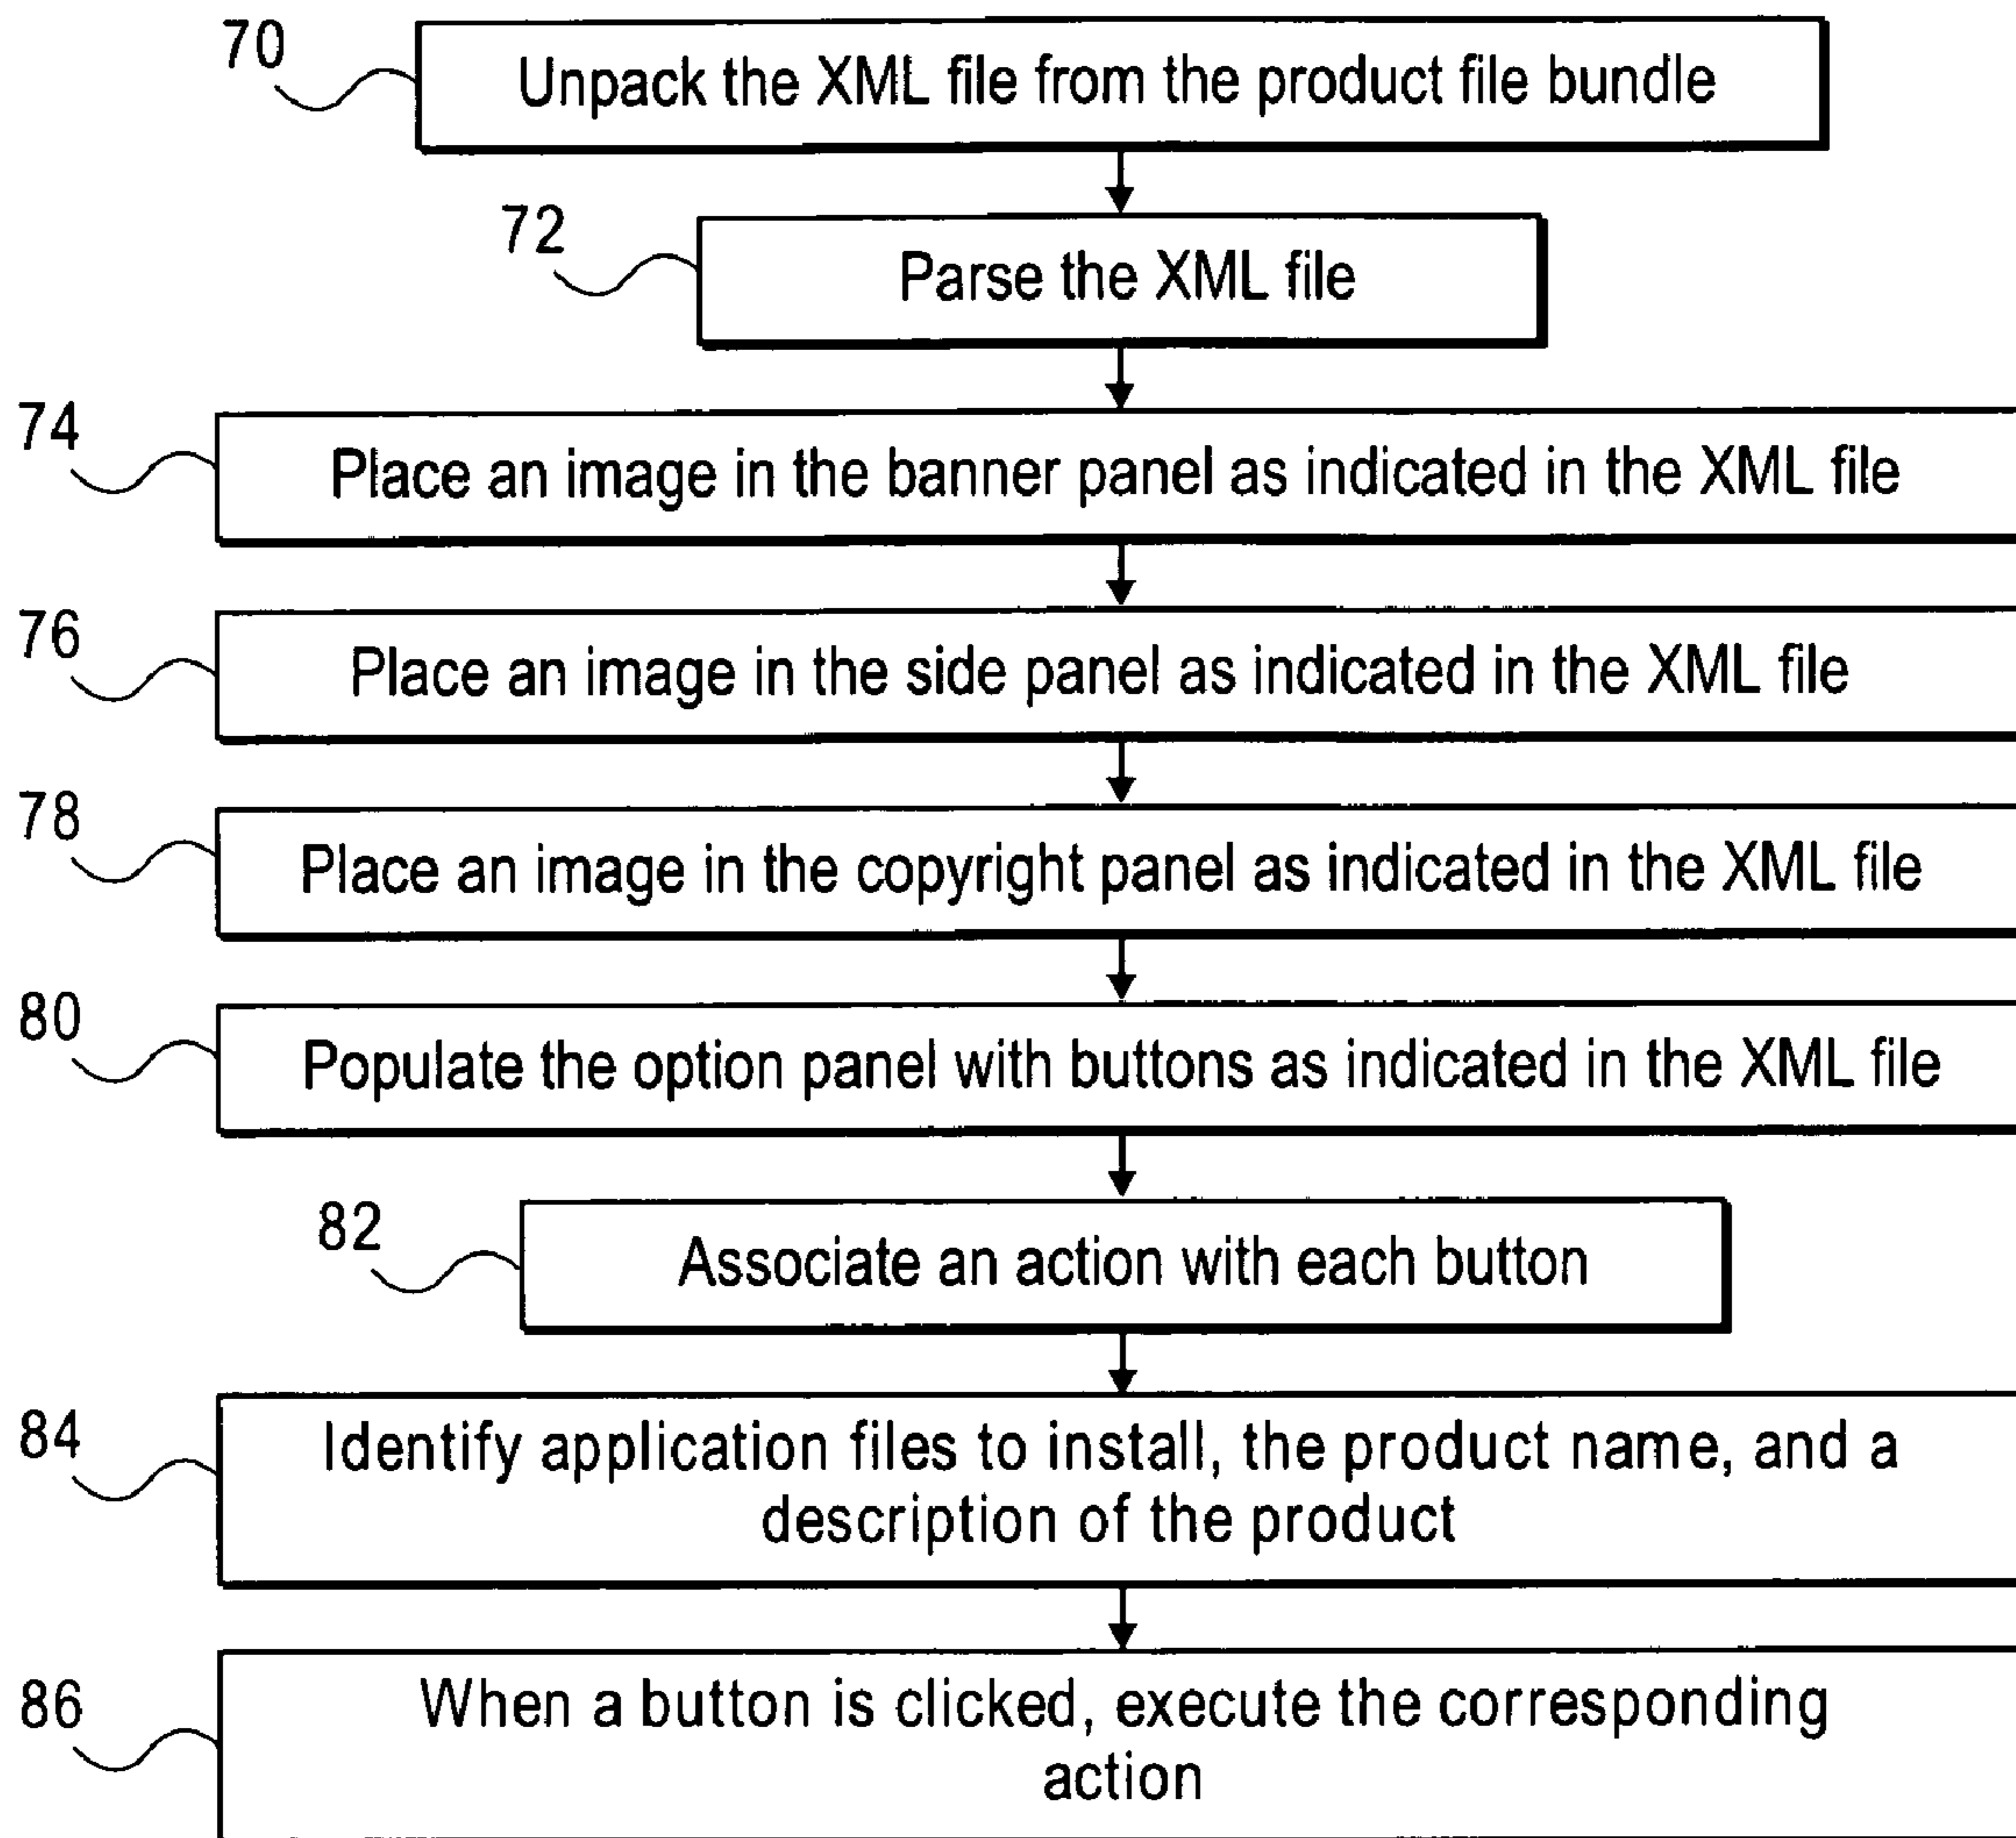 70
Unpack the XML file from the product file bundle
72
Parse the XML file
74
Place an image in the banner panel as indicated in the XML file
76
Place an image in the side panel as indicated in the XML file
78
Place an image in the copyright panel as indicated in the XML file
80
Populate the option panel with buttons as indicated in the XML file
82
Associate an action with each button
84
Identify application files to install, the product name, and a
description of the product
86
When a button is clicked, execute the corresponding
action